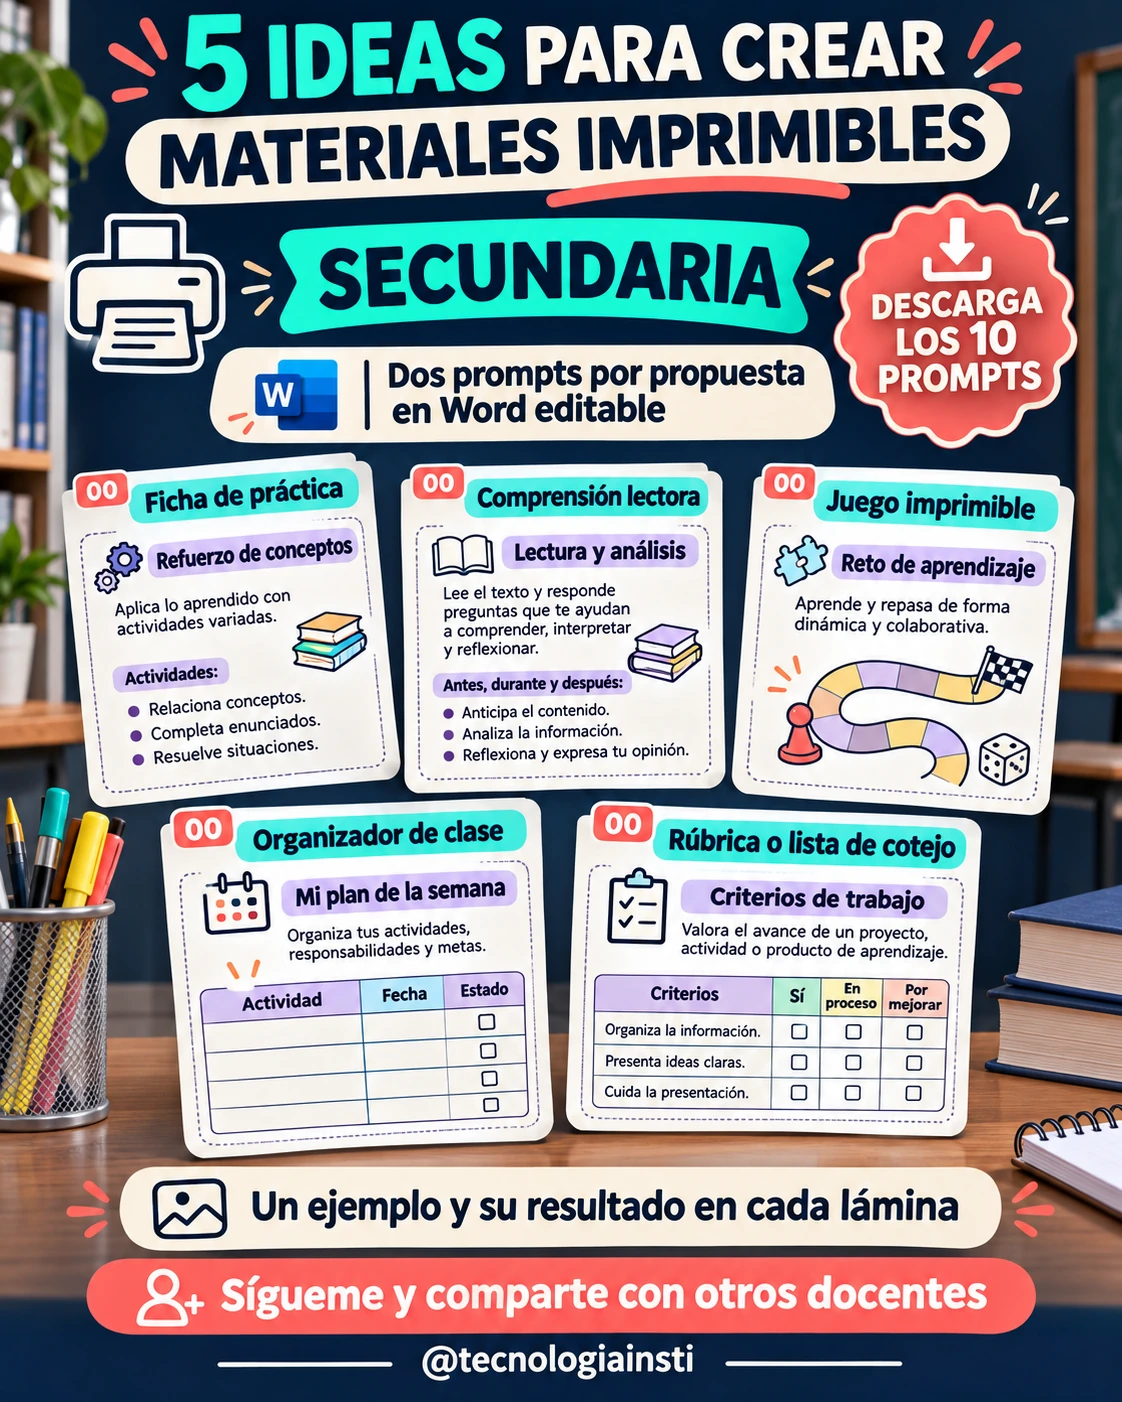 5 IDEAS PARA CREAR
MATERIALES IMPRIMIBLES
SECUNDARIA
DESCARGA
LOS 10
PROMPTS
W
Dos prompts por propuesta
en Word editable
00
Ficha de práctica
Refuerzo de conceptos
Aplica lo aprendido con
actividades variadas.
Actividades:
Relaciona conceptos.
Completa enunciados.
Resuelve situaciones.
00
Comprensión lectora
Lectura y análisis
Lee el texto y responde
preguntas que te ayudan
a comprender, interpretar
y reflexionar.
Antes, durante y después:
Anticipa el contenido.
Analiza la información.
Reflexiona y expresa tu opinión.
00
Juego imprimible
Reto de aprendizaje
Aprende y repasa de forma
dinámica y colaborativa.
00
Organizador de clase
Mi plan de la semana
Organiza tus actividades,
responsabilidades y metas.
Actividad Fecha Estado
00
Rúbrica o lista de cotejo
Criterios de trabajo
Valora el avance de un proyecto,
actividad o producto de aprendizaje.
Criterios Sí En proceso Por mejorar
Organiza la información.
Presenta ideas claras.
Cuida la presentación.
Un ejemplo y su resultado en cada lámina
Sígueme y comparte con otros docentes
@tecnologiainsti